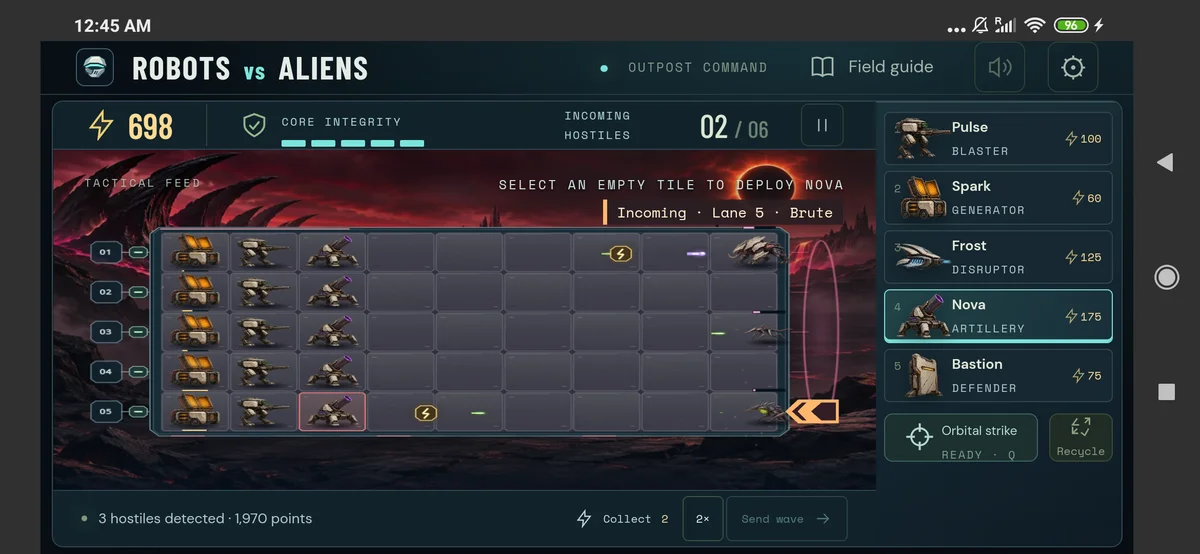 12:45 AM
R
96
ROBOTS vs ALIENS
OUTPOST COMMAND
Field guide
698
CORE INTEGRITY
INCOMING
HOSTILES
02 / 06
TACTICAL FEED
SELECT AN EMPTY TILE TO DEPLOY NOVA
Incoming · Lane 5 · Brute
01
02
03
04
05
Pulse
BLASTER
100
2
Spark
GENERATOR
60
3
Frost
DISRUPTOR
125
4
Nova
ARTILLERY
175
5
Bastion
DEFENDER
75
Orbital strike
READY · Q
Recycle
3 hostiles detected · 1,970 points
Collect 2
2×
Send wave →